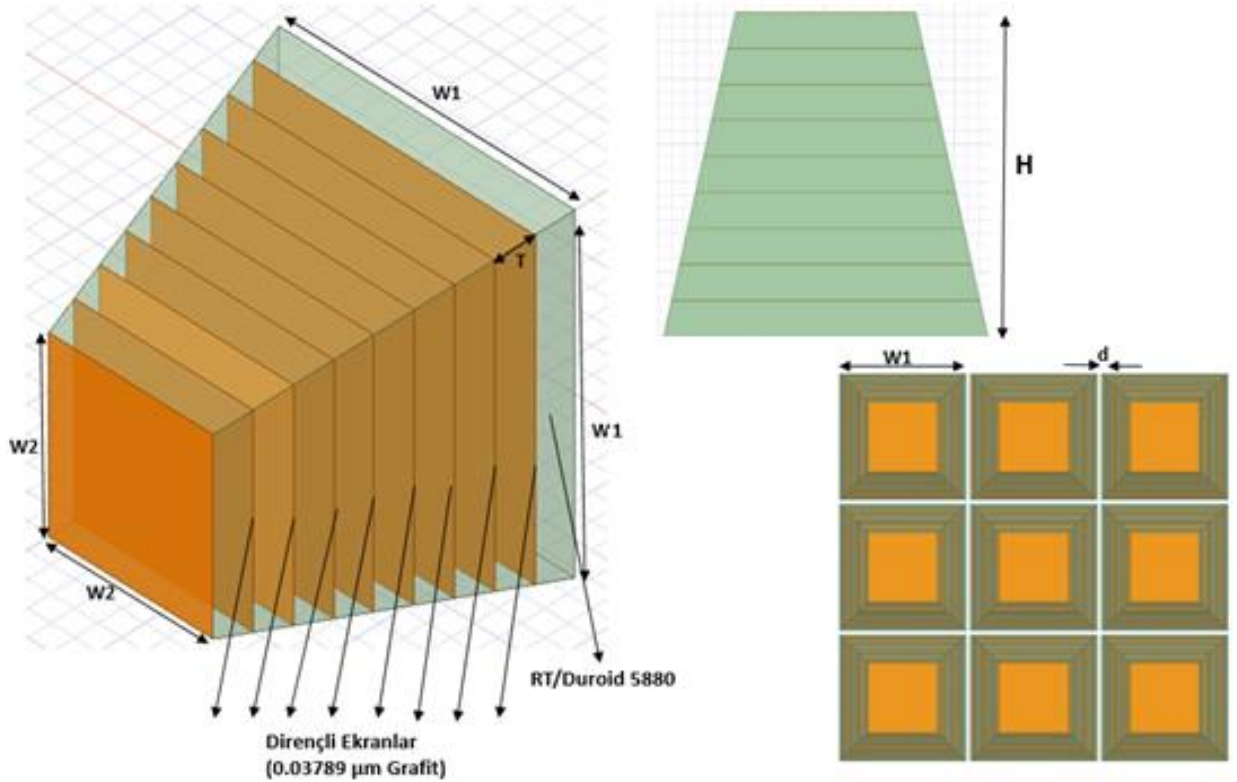 W1
T
W1
W2
W2
RT/Duroid 5880
Dirençli Ekranlar
(0.03789 µm Grafit)
H
W1
d